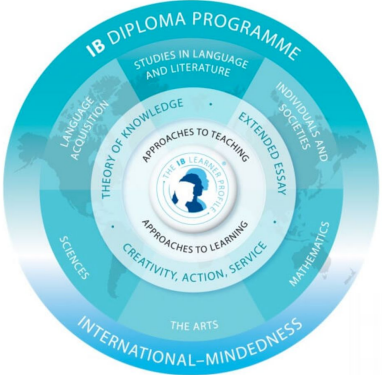 IB DIPLOMA PROGRAMME
STUDIES IN LANGUAGE
AND LITERATURE
LANGUAGE
ACQUISITION
INDIVIDUALS AND
SOCIETIES
THEORY OF KNOWLEDGE
EXTENDED ESSAY
APPROACHES TO TEACHING
THE IB LEARNER PROFILE
APPROACHES TO LEARNING
CREATIVITY, ACTION, SERVICE
SCIENCES
MATHEMATICS
THE ARTS
INTERNATIONAL–MINDEDNESS